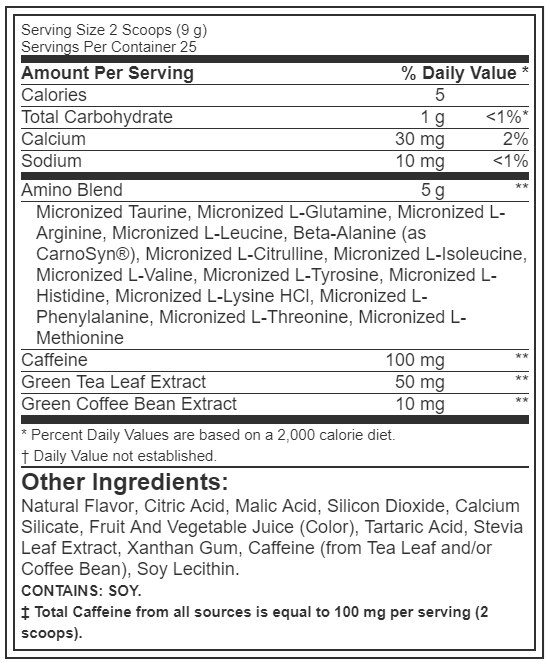 Serving Size 2 Scoops (9 g)
Servings Per Container 25
Amount Per Serving % Daily Value *
Calories 5
Total Carbohydrate 1 g <1%*
Calcium 30 mg 2%
Sodium 10 mg <1%
Amino Blend 5 g **
Micronized Taurine, Micronized L-Glutamine, Micronized L-
Arginine, Micronized L-Leucine, Beta-Alanine (as
CarnoSyn®), Micronized L-Citrulline, Micronized L-Isoleucine,
Micronized L-Valine, Micronized L-Tyrosine, Micronized L-
Histidine, Micronized L-Lysine HCl, Micronized L-
Phenylalanine, Micronized L-Threonine, Micronized L-
Methionine
Caffeine 100 mg **
Green Tea Leaf Extract 50 mg **
Green Coffee Bean Extract 10 mg **
* Percent Daily Values are based on a 2,000 calorie diet.
† Daily Value not established.
Other Ingredients:
Natural Flavor, Citric Acid, Malic Acid, Silicon Dioxide, Calcium
Silicate, Fruit And Vegetable Juice (Color), Tartaric Acid, Stevia
Leaf Extract, Xanthan Gum, Caffeine (from Tea Leaf and/or
Coffee Bean), Soy Lecithin.
CONTAINS: SOY.
‡ Total Caffeine from all sources is equal to 100 mg per serving (2
scoops).